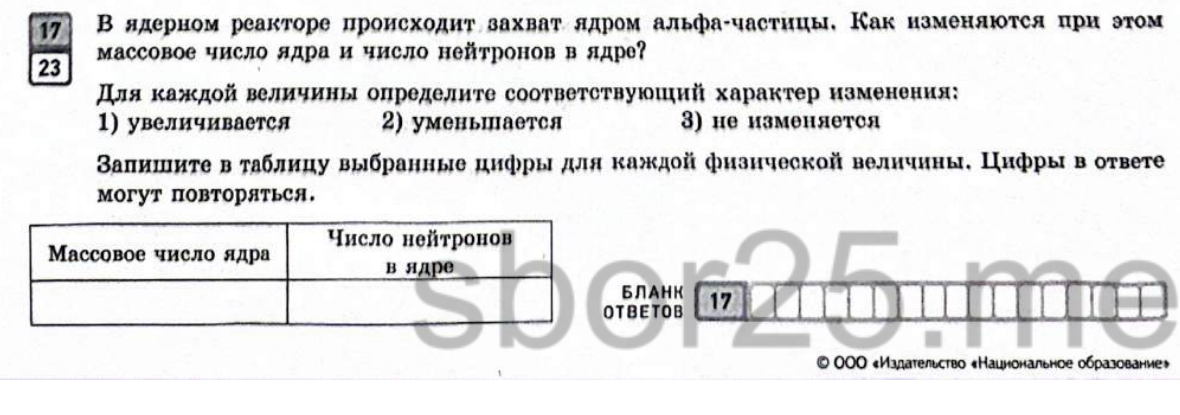 17
23
В ядерном реакторе происходит захват ядром альфа-частицы. Как изменяются при этом
массовое число ядра и число нейтронов в ядре?
Для каждой величины определите соответствующий характер изменения:
1) увеличивается 2) уменьшается 3) не изменяется
Запишите в таблицу выбранные цифры для каждой физической величины. Цифры в ответе
могут повторяться.
Массовое число ядра
Число нейтронов
в ядре
sbor25.me
БЛАНК
ОТВЕТОВ
17
© ООО «Издательство «Национальное образование»